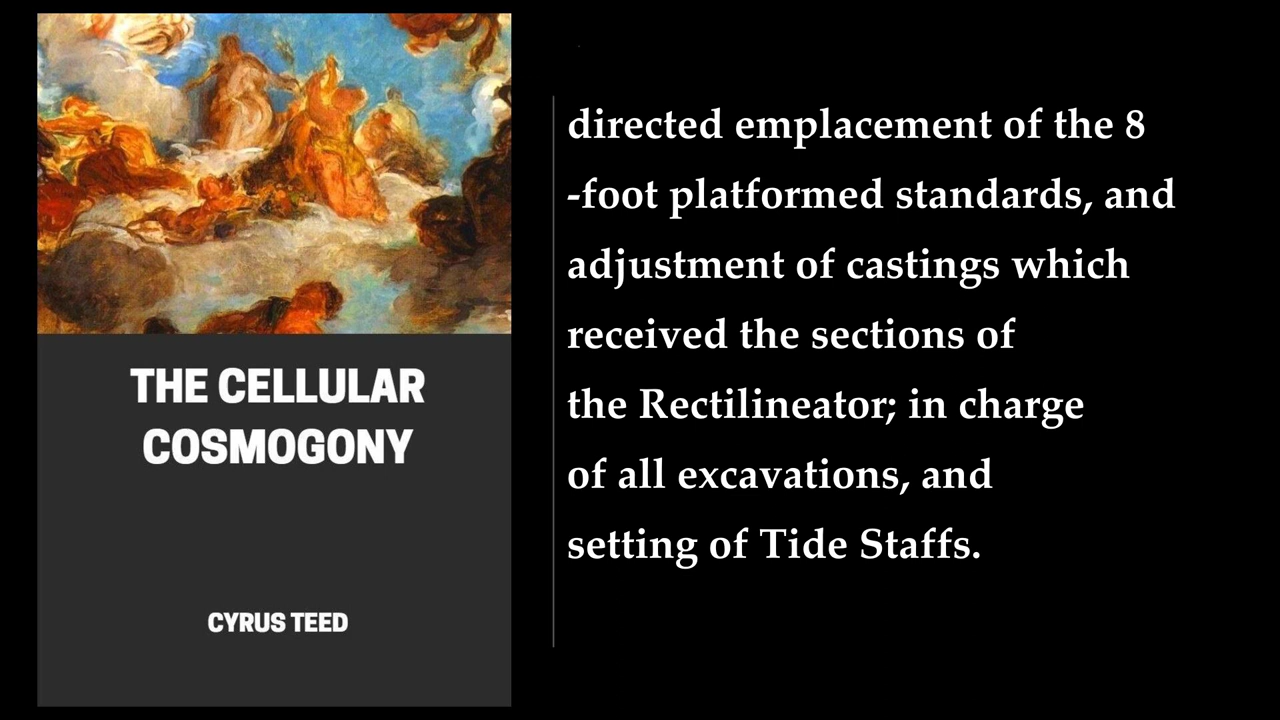 THE CELLULAR
COSMOGONY
CYRUS TEED
directed emplacement of the 8
-foot platformed standards, and
adjustment of castings which
received the sections of
the Rectilineator; in charge
of all excavations, and
setting of Tide Staffs.